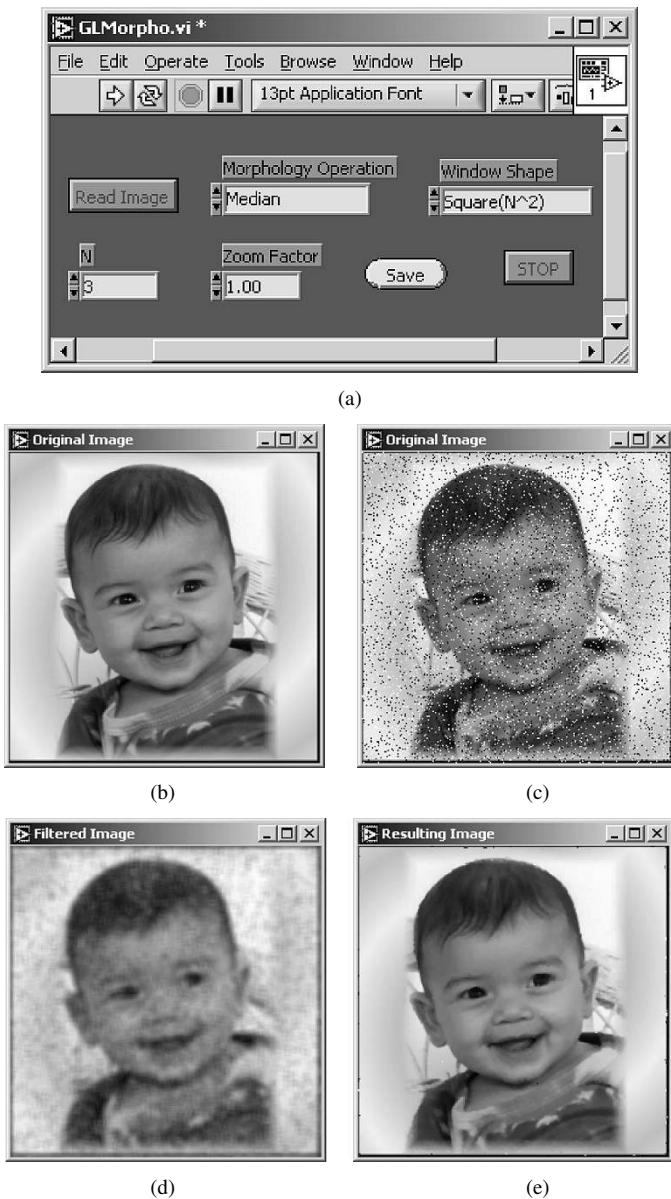 GLMorpho.vi *
File Edit Operate Tools Browse Window Help
13pt Application Font
1
Read Image
Morphology Operation
Median
Window Shape
Square(N^2)
N
3
Zoom Factor
1.00
Save
STOP
(a)
Original Image
Original Image
(b)
(c)
Filtered Image
Resulting Image
(d)
(e)